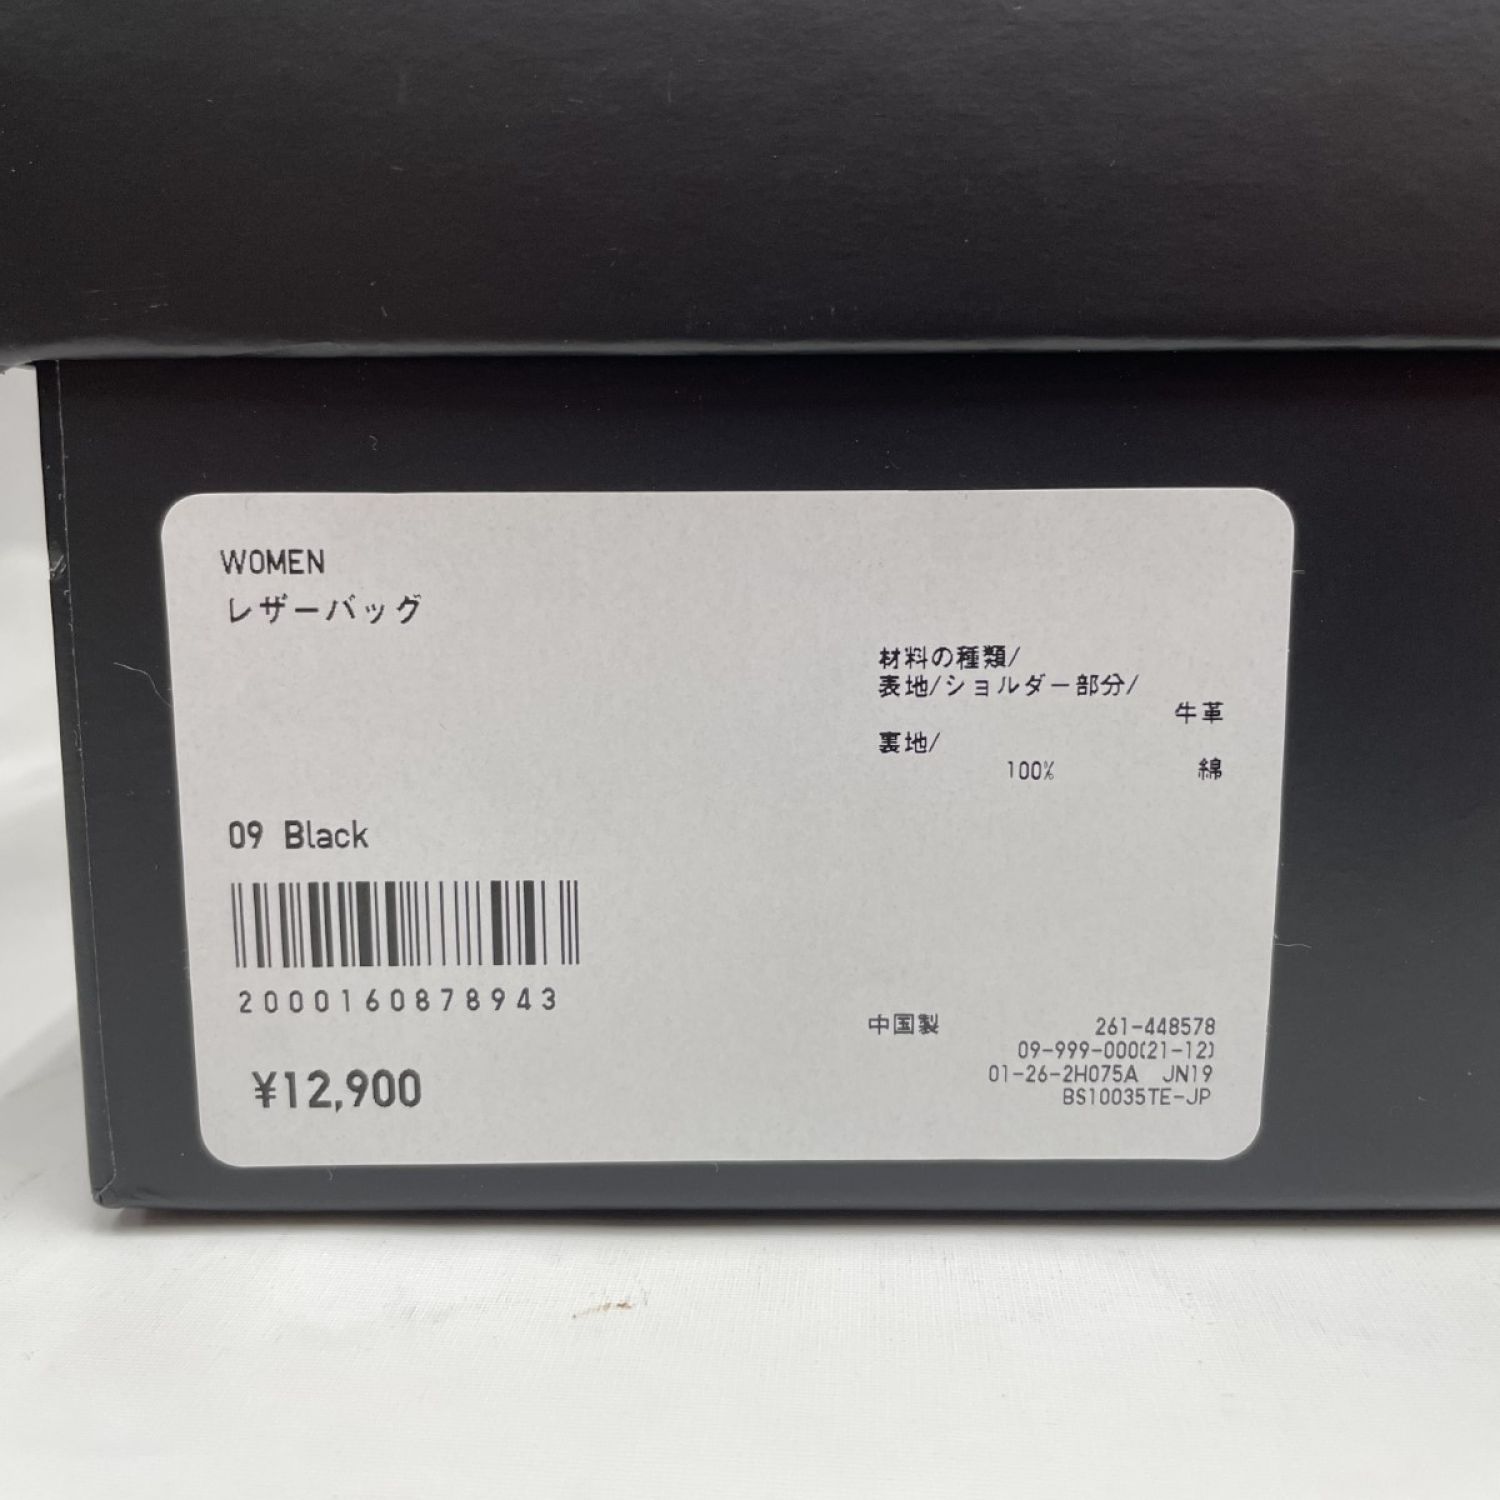 WOMEN
レザーバッグ
材料の種類/
表地/ショルダー部分/
牛革
裏地/
100% 綿
09 Black
2000160878943
¥12,900
中国製 261-448578
09-999-000(21-12)
01-26-2H075A JN19
BS10035TE-JP